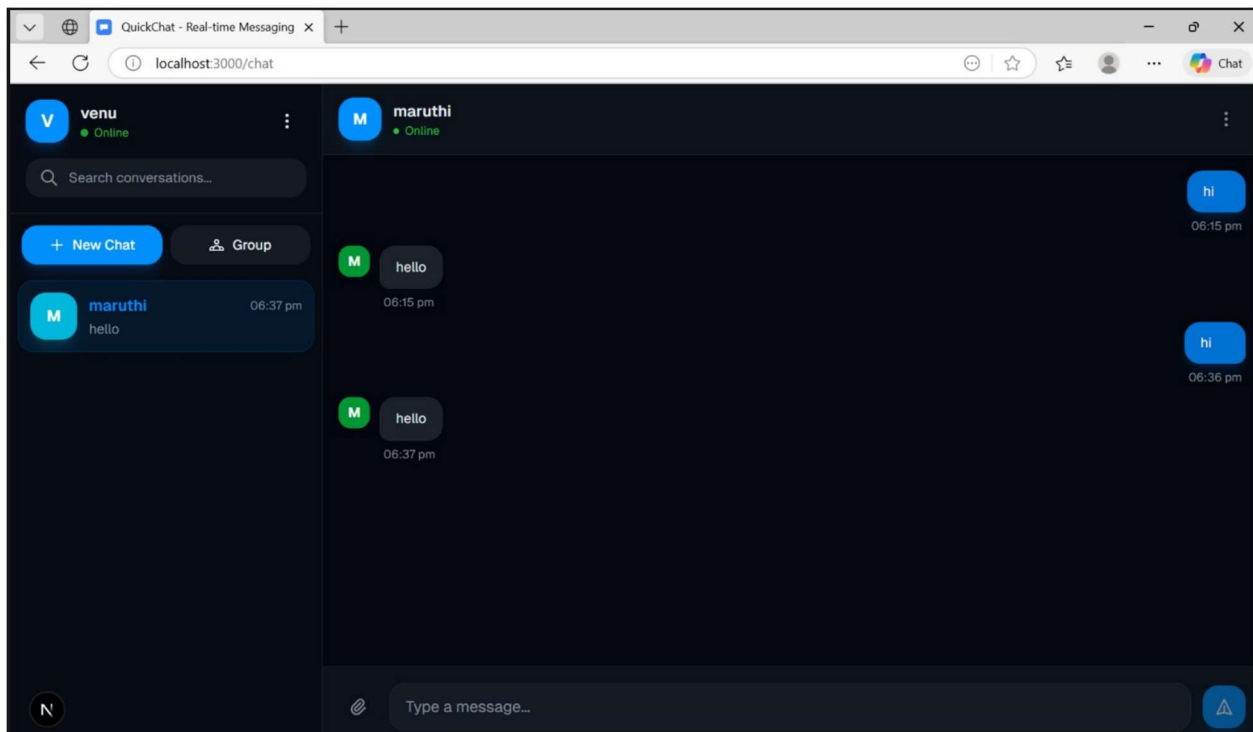 QuickChat - Real-time Messaging
localhost:3000/chat
Chat
V
venu
Online
Search conversations...
+ New Chat
Group
M
maruthi
06:37 pm
hello
N
M
maruthi
Online
hi
06:15 pm
M
hello
06:15 pm
hi
06:36 pm
M
hello
06:37 pm
Type a message...